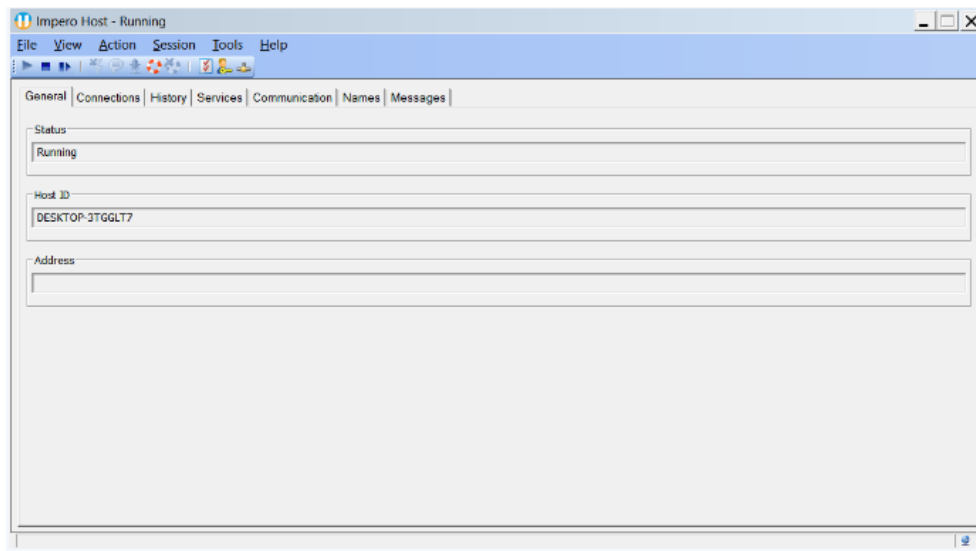 Impero Host - Running
File View Action Session Tools Help
General Connections History Services Communication Names Messages
Status
Running
Host ID
DESKTOP-3TGGLT7
Address